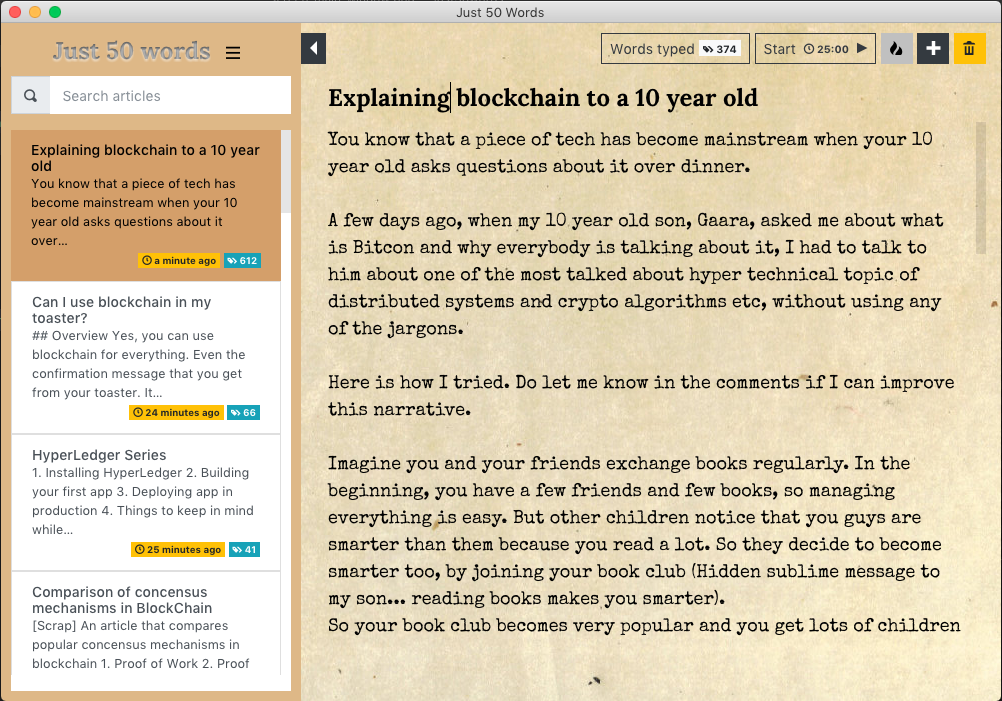 Just 50 Words
Just 50 words
Search articles
Explaining blockchain to a 10 year
old
You know that a piece of tech has
become mainstream when your 10
year old asks questions about it
over...
a minute ago 612
Can I use blockchain in my
toaster?
## Overview Yes, you can use
blockchain for everything. Even the
confirmation message that you get
from your toaster. It...
24 minutes ago 66
HyperLedger Series
1. Installing HyperLedger 2. Building
your first app 3. Deploying app in
production 4. Things to keep in mind
while...
25 minutes ago 41
Comparison of concensus
mechanisms in BlockChain
[Scrap] An article that compares
popular concensus mechanisms in
blockchain 1. Proof of Work 2. Proof
Words typed 374
Start 25:00
Explaining blockchain to a 10 year old
You know that a piece of tech has become mainstream when your 10
year old asks questions about it over dinner.
A few days ago, when my 10 year old son, Gaara, asked me about what
is Bitcon and why everybody is talking about it, I had to talk to
him about one of the most talked about hyper technical topic of
distributed systems and crypto algorithms etc, without using any
of the jargons.
Here is how I tried. Do let me know in the comments if I can improve
this narrative.
Imagine you and your friends exchange books regularly. In the
beginning, you have a few friends and few books, so managing
everything is easy. But other children notice that you guys are
smarter than them because you read a lot. So they decide to become
smarter too, by joining your book club (Hidden sublime message to
my son... reading books makes you smarter).
So your book club becomes very popular and you get lots of children